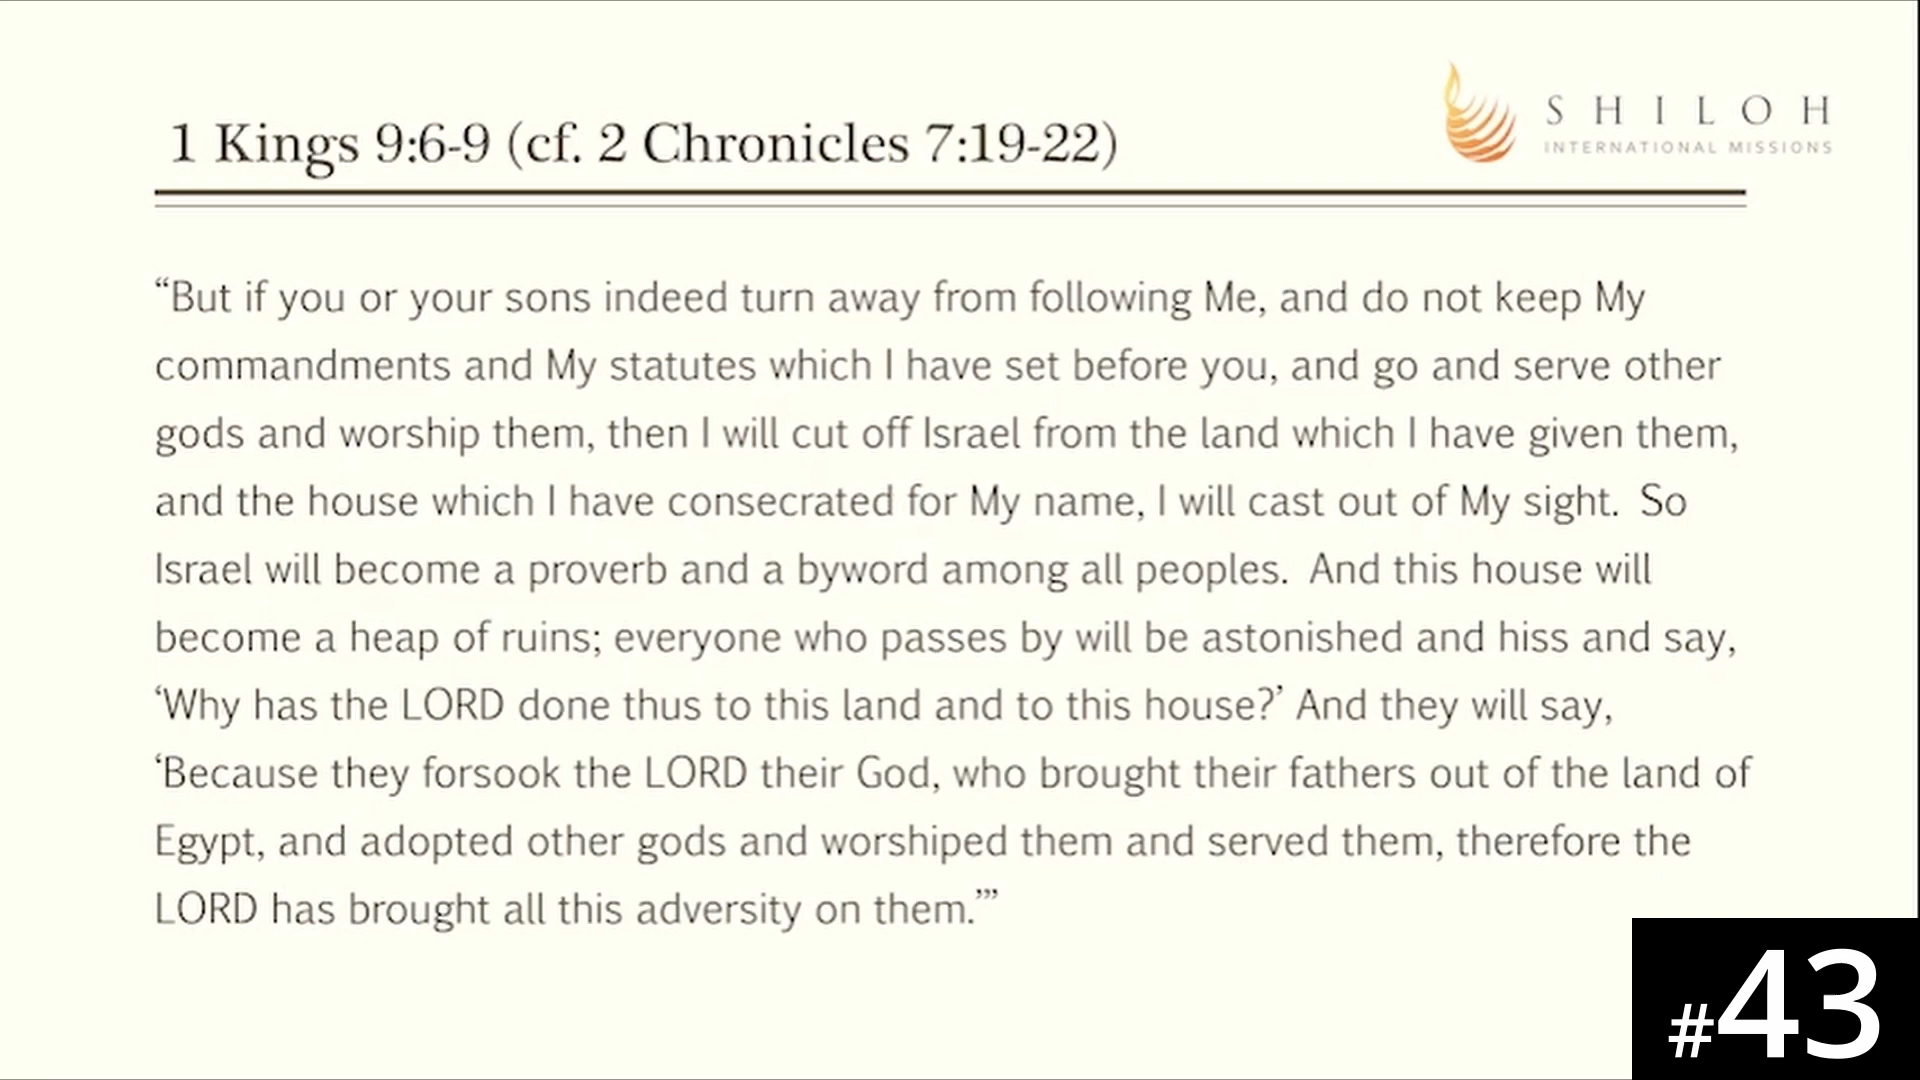 1 Kings 9:6-9 (cf. 2 Chronicles 7:19-22)
SHILOH
INTERNATIONAL MISSIONS
“But if you or your sons indeed turn away from following Me, and do not keep My
commandments and My statutes which I have set before you, and go and serve other
gods and worship them, then I will cut off Israel from the land which I have given them,
and the house which I have consecrated for My name, I will cast out of My sight.  So
Israel will become a proverb and a byword among all peoples.  And this house will
become a heap of ruins; everyone who passes by will be astonished and hiss and say,
‘Why has the LORD done thus to this land and to this house?’ And they will say,
‘Because they forsook the LORD their God, who brought their fathers out of the land of
Egypt, and adopted other gods and worshiped them and served them, therefore the
LORD has brought all this adversity on them.’”
#43